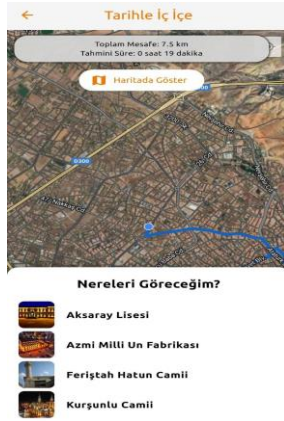 Tarihle İç İçe
Toplam Mesafe: 7.5 km
Tahmini Süre: 0 saat 19 dakika
Haritada Göster
D300
Nereleri Göreceğim?
Aksaray Lisesi
Azmi Milli Un Fabrikası
Feriştah Hatun Camii
Kurşunlu Camii